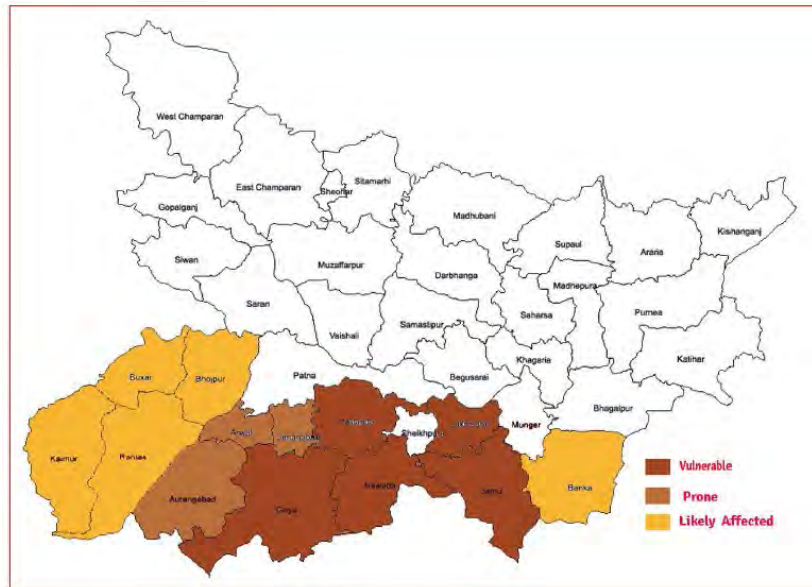 West Champaran
East Champaran
Sheohar
Sitamarhi
Gopalganj
Madhubani
Siwan
Muzaffarpur
Darbhanga
Supaul
Araria
Kishanganj
Madhepura
Saran
Vaishali
Samastipur
Saharsa
Purnea
Khagaria
Katihar
Buxar
Bhojpur
Patna
Begusarai
Bhagalpur
Munger
Sheikhpura
Kaimur
Rohtas
Aurangabad
Gaya
Nawada
Jamui
Banka
Vulnerable
Prone
Likely Affected